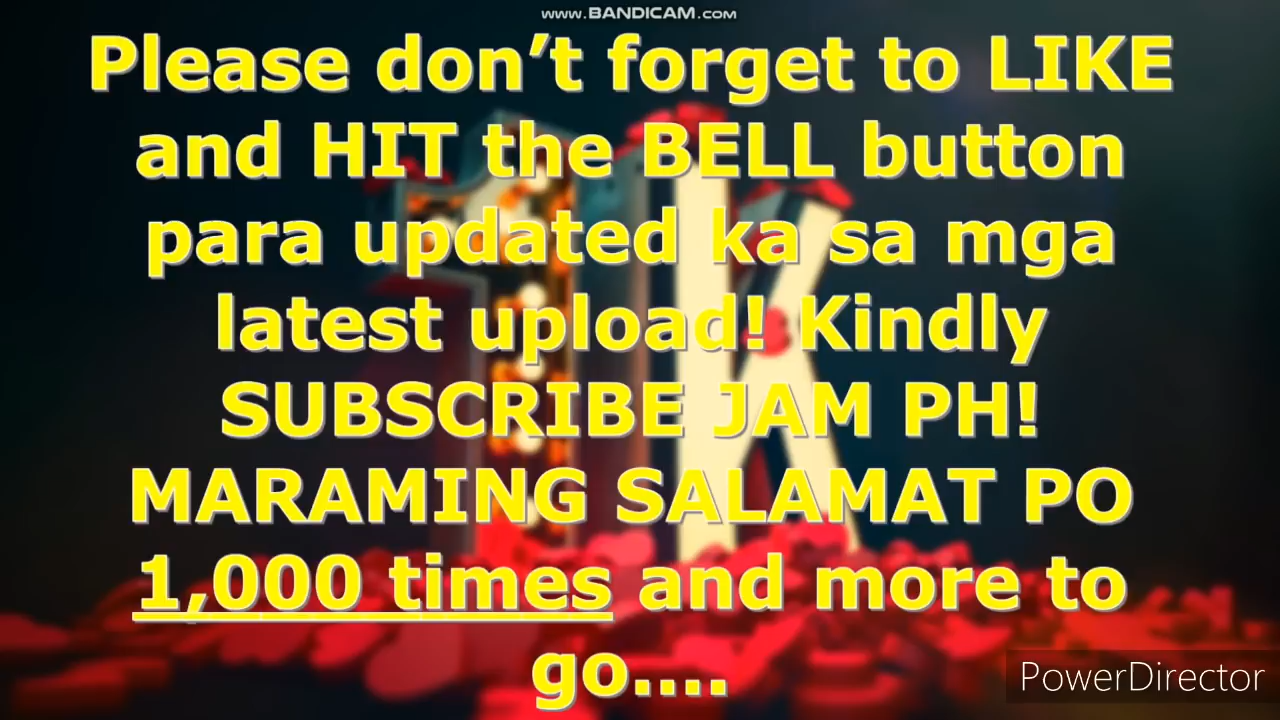 www.BANDICAM.com
Please don’t forget to LIKE
and HIT the BELL button
para updated ka sa mga
latest upload! Kindly
SUBSCRIBE JAM PH!
MARAMING SALAMAT PO
1,000 times and more to
go....
PowerDirector